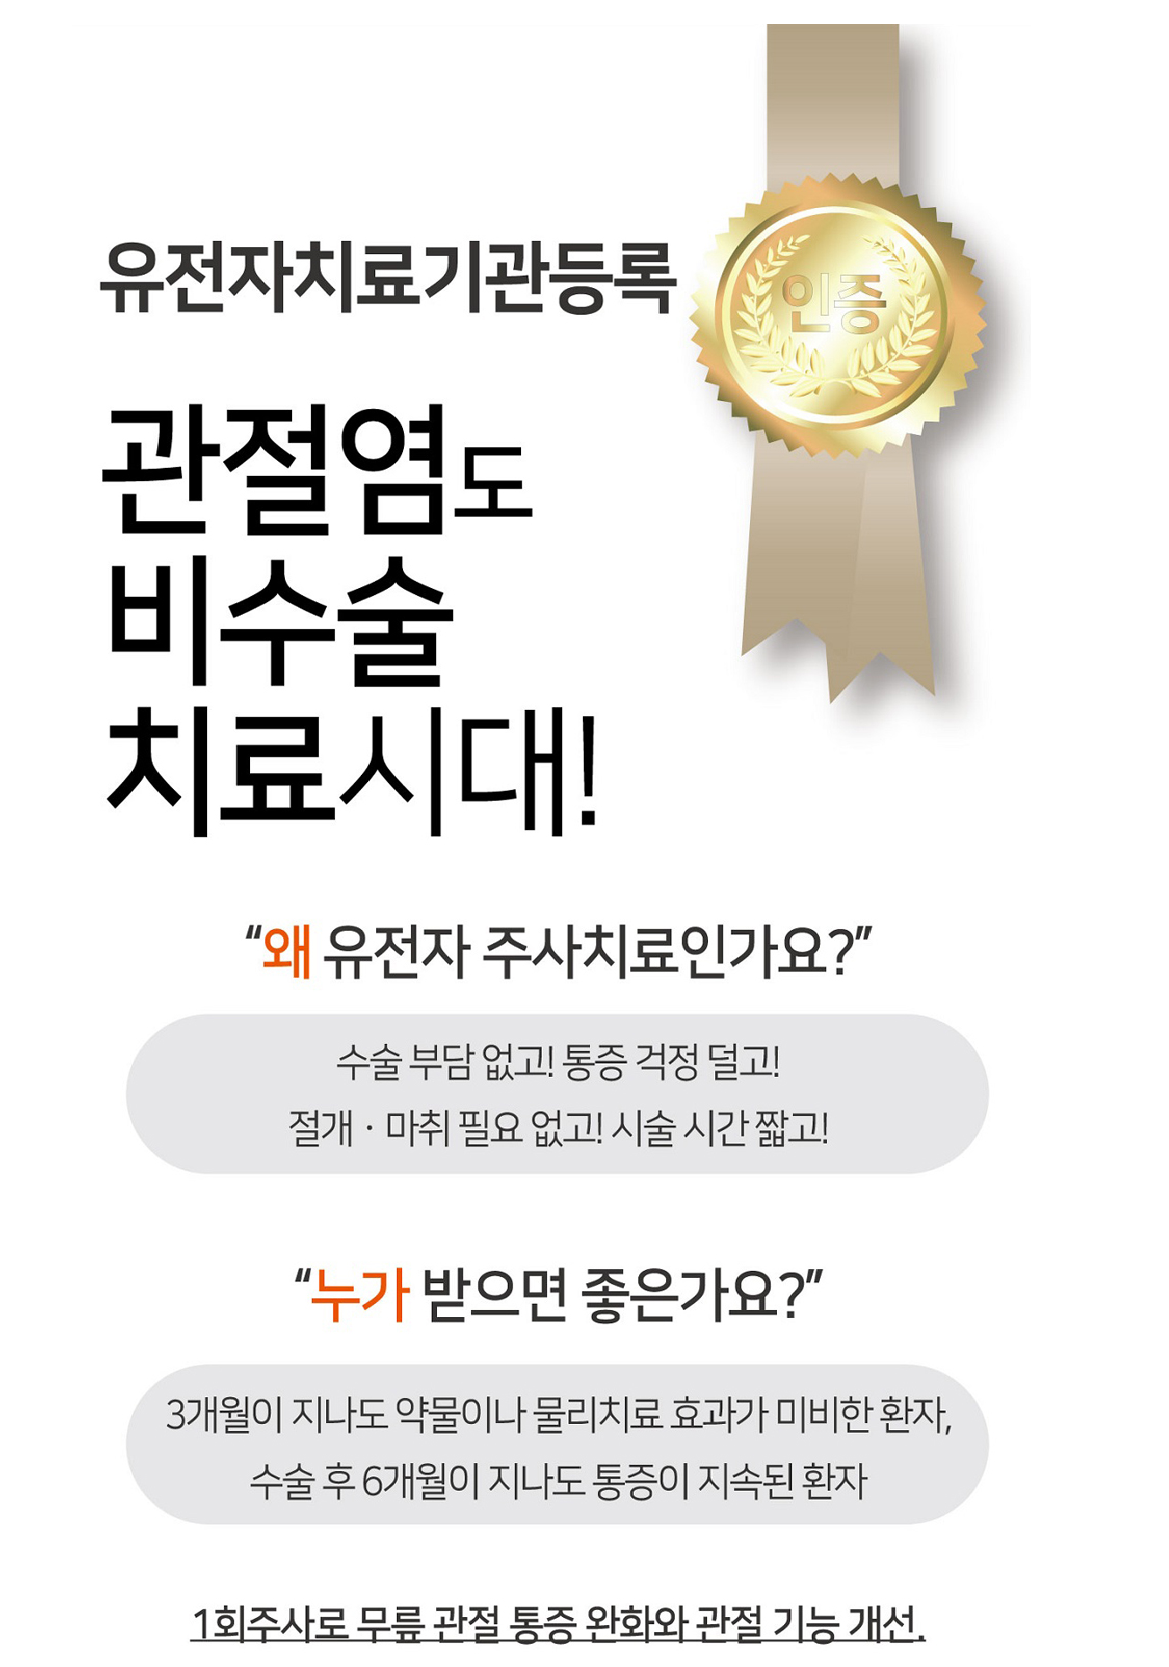 유전자치료기관등록
인증
관절염도
비수술
치료시대!
“왜 유전자 주사치료인가요?”
수술 부담 없고! 통증 걱정 덜고!
절개 · 마취 필요 없고! 시술 시간 짧고!
“누가 받으면 좋은가요?”
3개월이 지나도 약물이나 물리치료 효과가 미비한 환자,
수술 후 6개월이 지나도 통증이 지속된 환자
1회주사로 무릎 관절 통증 완화와 관절 기능 개선.